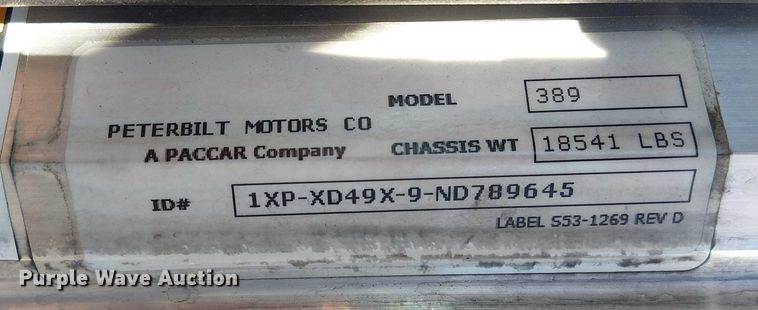 MODEL 389
PETERBILT MOTORS CO
A PACCAR Company CHASSIS WT 18541 LBS
ID# 1XP-XD49X-9-ND789645
LABEL S53-1269 REV D
Purple Wave Auction